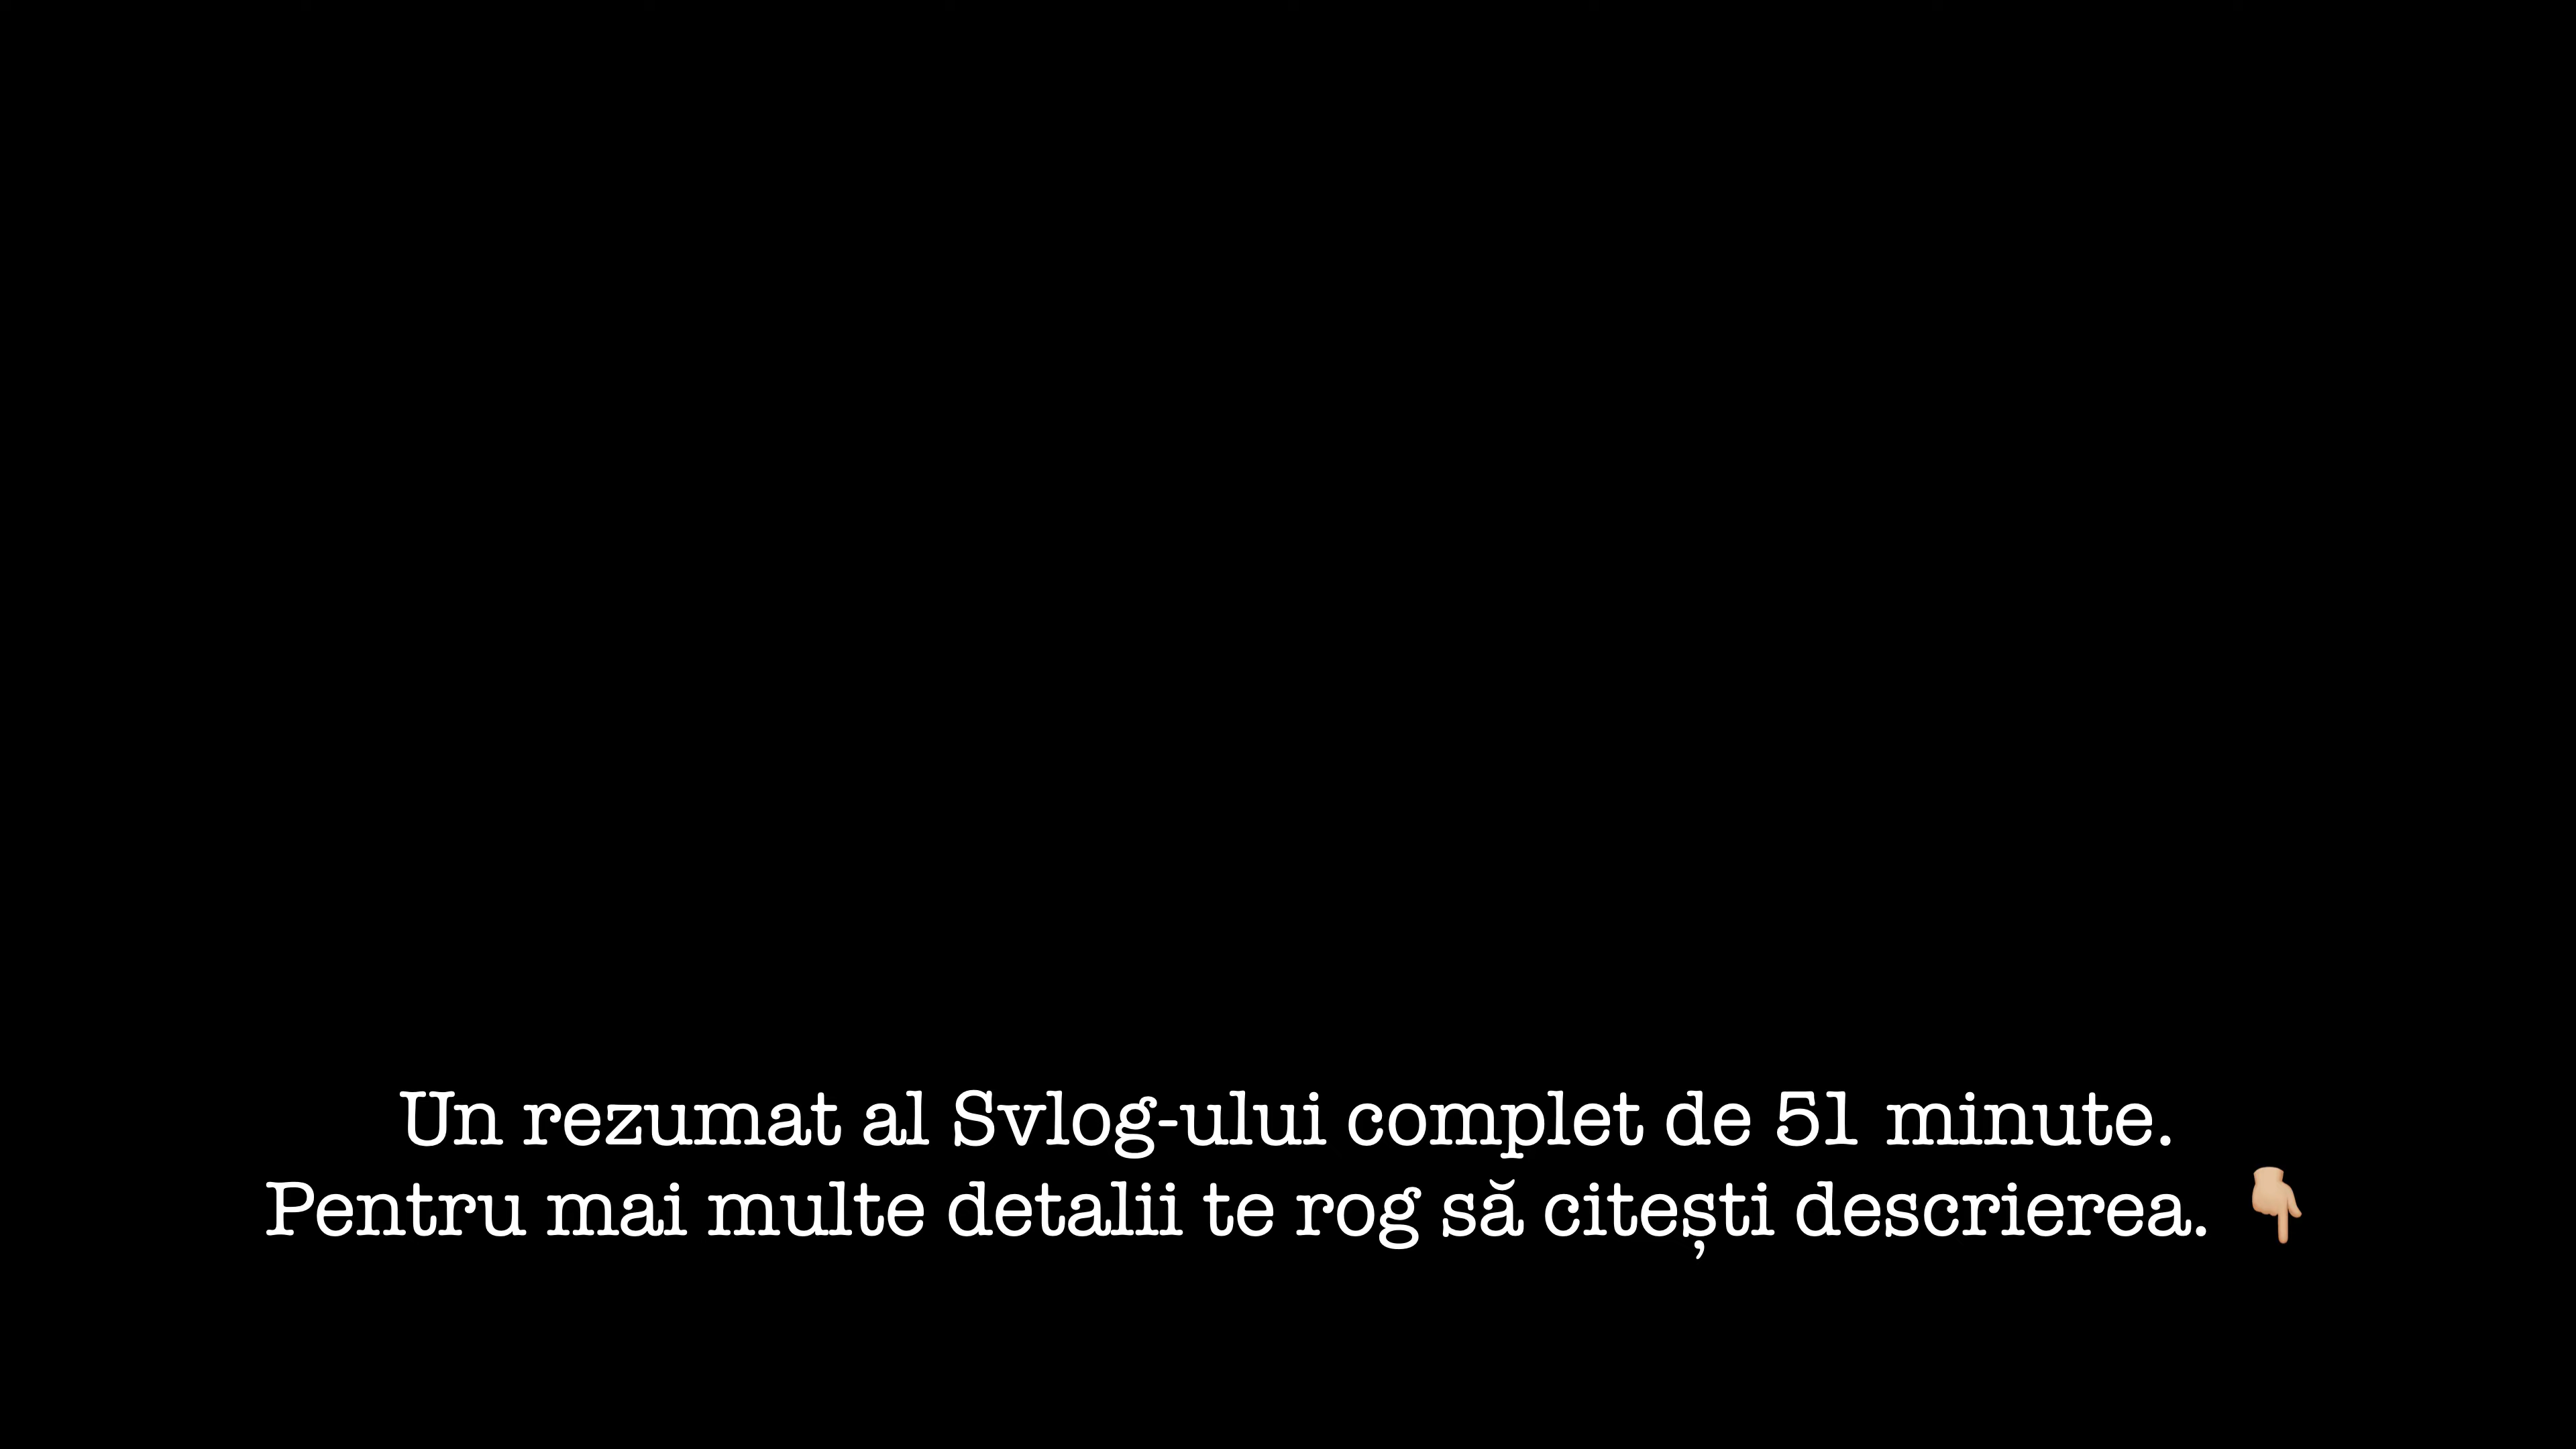 Un rezumat al Svlog-ului complet de 51 minute.
Pentru mai multe detalii te rog să citești descrierea. 👇🏼